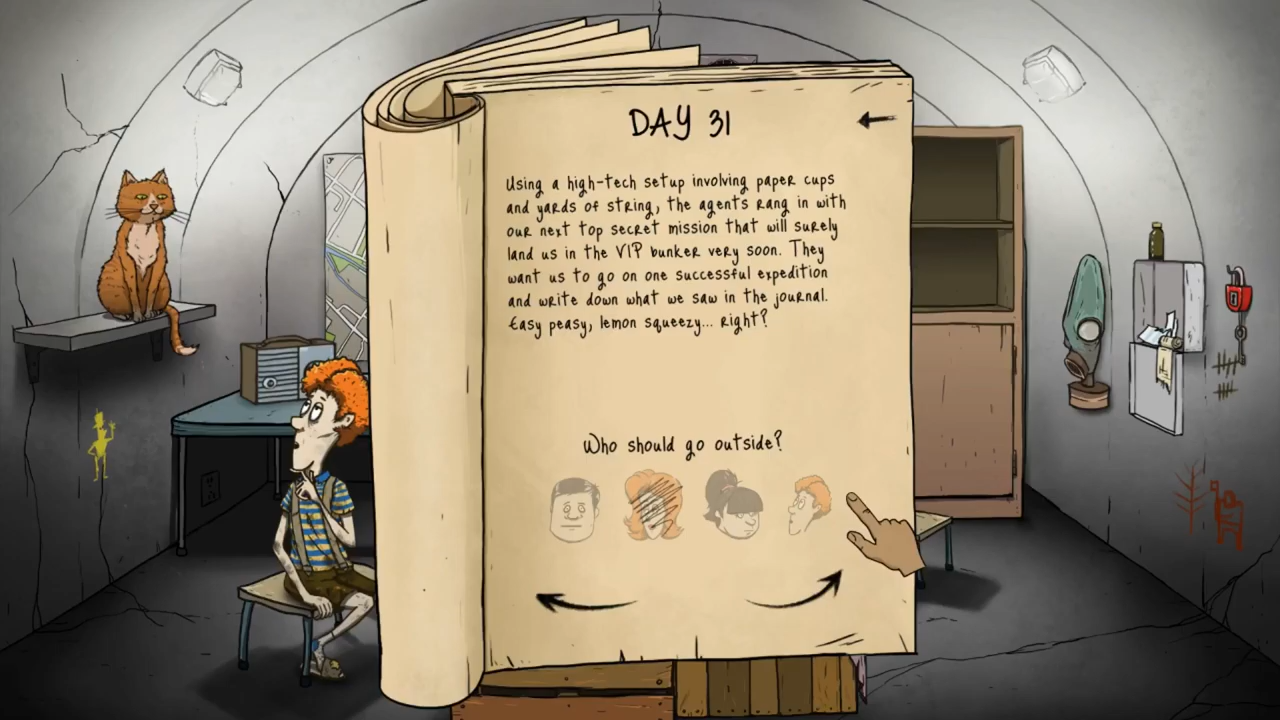 DAY 31
Using a high-tech setup involving paper cups
and yards of string, the agents rang in with
our next top secret mission that will surely
land us in the VIP bunker very soon. They
want us to go on one successful expedition
and write down what we saw in the journal.
Easy peasy, lemon squeezy... right?
Who should go outside?